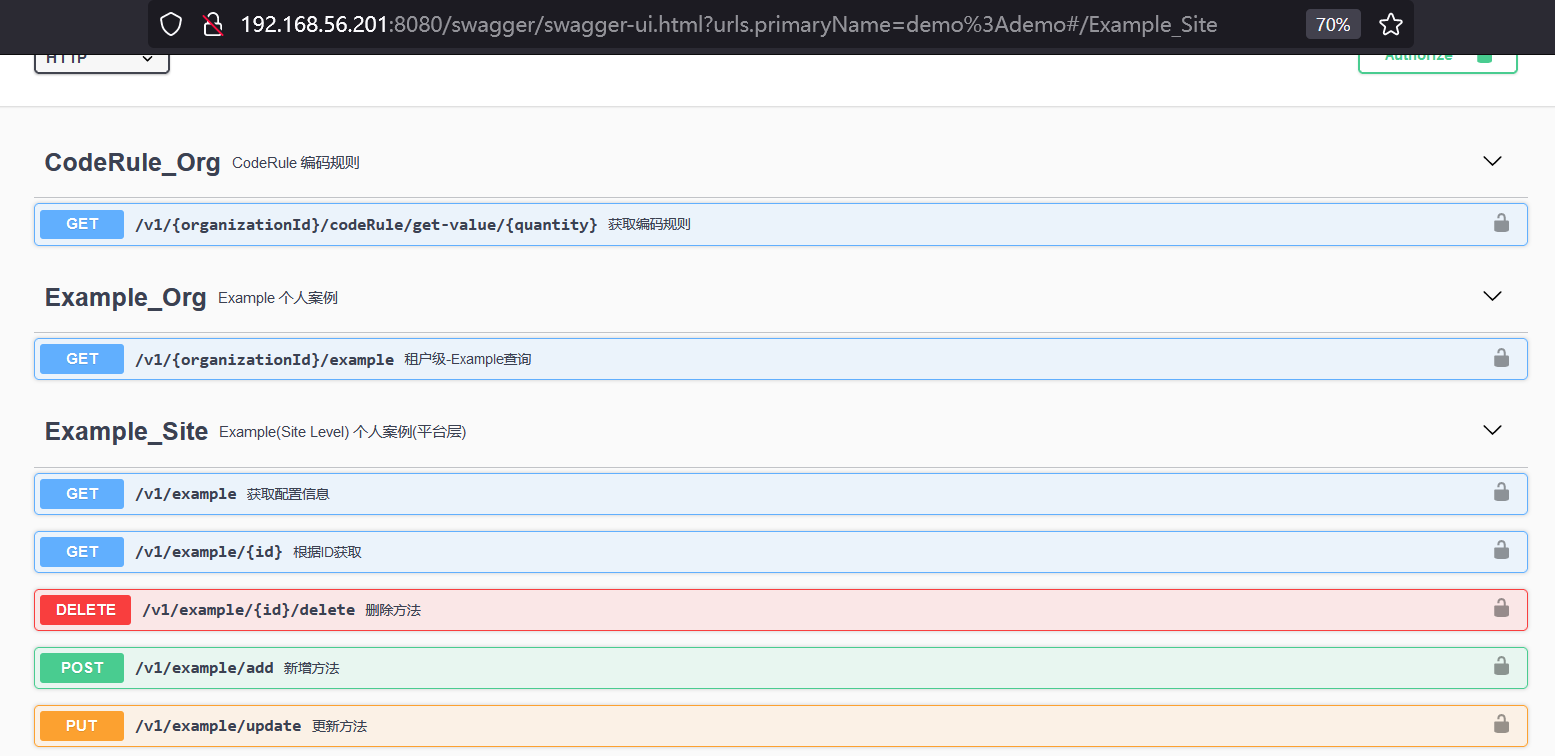 192.168.56.201:8080/swagger/swagger-ui.html?urls.primaryName=demo%3Ademo#/Example_Site 70%
HTTP Authorize
CodeRule_Org CodeRule 编码规则
GET /v1/{organizationId}/codeRule/get-value/{quantity} 获取编码规则
Example_Org Example 个人案例
GET /v1/{organizationId}/example 租户级-Example查询
Example_Site Example(Site Level) 个人案例(平台层)
GET /v1/example 获取配置信息
GET /v1/example/{id} 根据ID获取
DELETE /v1/example/{id}/delete 删除方法
POST /v1/example/add 新增方法
PUT /v1/example/update 更新方法